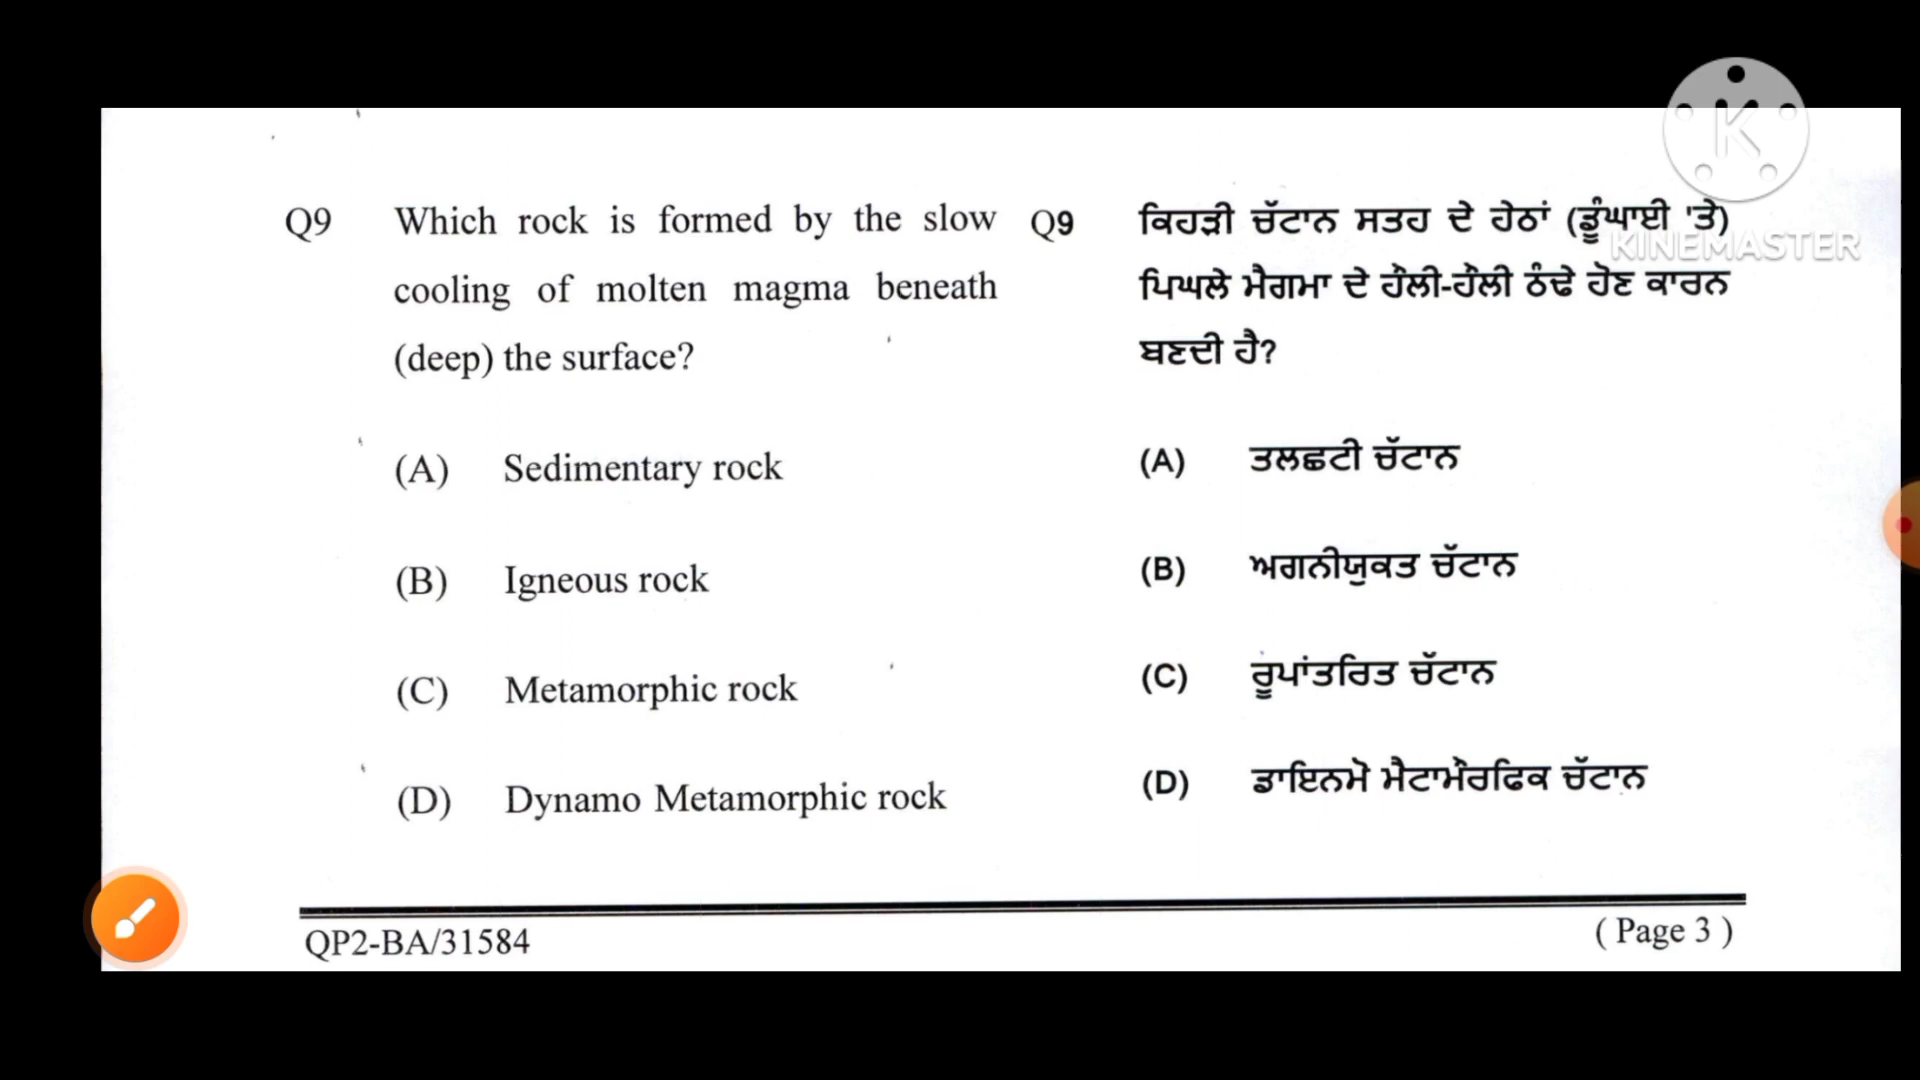 KINEMASTER
Q9 Which rock is formed by the slow
cooling of molten magma beneath
(deep) the surface?
(A) Sedimentary rock
(B) Igneous rock
(C) Metamorphic rock
(D) Dynamo Metamorphic rock
Q9 ਕਿਹੜੀ ਚੱਟਾਨ ਸਤਹ ਦੇ ਹੇਠਾਂ (ਡੂੰਘਾਈ 'ਤੇ)
ਪਿਘਲੇ ਮੈਗਮਾ ਦੇ ਹੌਲੀ-ਹੌਲੀ ਠੰਢੇ ਹੋਣ ਕਾਰਨ
ਬਣਦੀ ਹੈ?
(A) ਤਲਛਟੀ ਚੱਟਾਨ
(B) ਅਗਨੀਯੁਕਤ ਚੱਟਾਨ
(C) ਰੂਪਾਂਤਰਿਤ ਚੱਟਾਨ
(D) ਡਾਇਨਮੋ ਮੈਟਾਮੌਰਫਿਕ ਚੱਟਾਨ
QP2-BA/31584
( Page 3 )